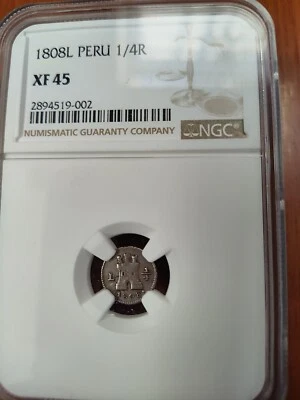 1808L PERU 1/4R
XF 45
2894519-002
NUMISMATIC GUARANTY COMPANY NGC